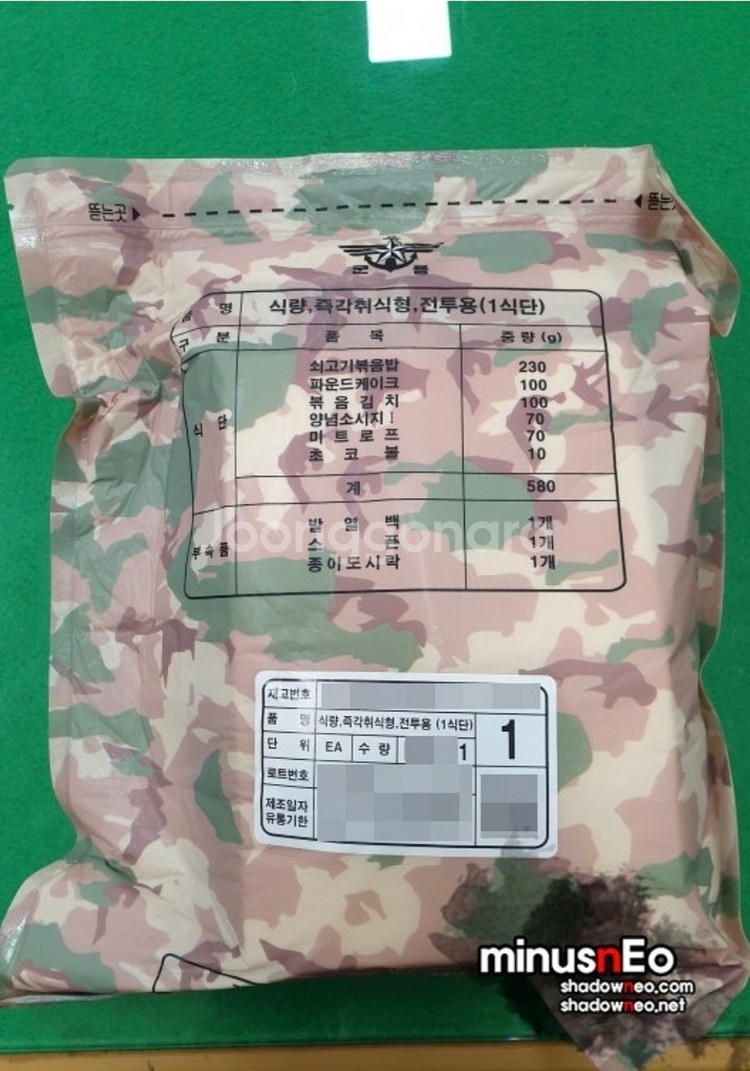 뜯는곳 뜯는
군 용
품 명 식량,즉각취식형,전투용(1식단)
구 분 품 목 중 량 (g)
식 단
쇠고기볶음밥 230
파운드케이크 100
볶 음 김 치 100
양념소시지 70
미 트 로 프 70
초 코 볼 10
계 580
부속품
발 열 백 1개
스 푼 1개
종이도시락 1개
Joongoonara
재고번호
품 명 식량,즉각취식형,전투용 (1식단) 1
단 위 EA 수 량 1
로트번호
제조일자
유통기한
minusnEo
shadowneo.com
shadowneo.net